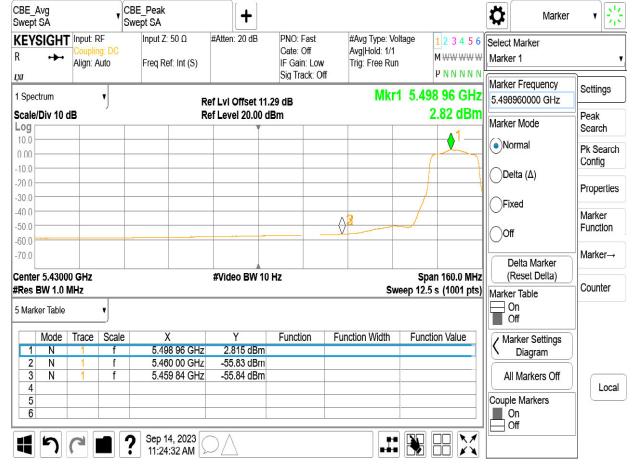 CBE_Avg
Swept SA
CBE_Peak
Swept SA
Marker
KEYSIGHT
R
Input: RF
Coupling: DC
Align: Auto
Input Z: 50 Ω
Freq Ref: Int (S)
#Atten: 20 dB
PNO: Fast
Gate: Off
IF Gain: Low
Sig Track: Off
#Avg Type: Voltage
Avg|Hold: 1/1
Trig: Free Run
1 2 3 4 5 6
M W W W W W
P N N N N N
Select Marker
Marker 1
1 Spectrum
Scale/Div 10 dB
Log
Ref Lvl Offset 11.29 dB
Ref Level 20.00 dBm
Mkr1 5.498 96 GHz
2.82 dBm
10.0
0.00
-10.0
-20.0
-30.0
-40.0
-50.0
-60.0
-70.0
1
Center 5.43000 GHz
#Res BW 1.0 MHz
#Video BW 10 Hz
Span 160.0 MHz
Sweep 12.5 s (1001 pts)
5 Marker Table
Mode Trace Scale X Y Function Function Width Function Value
1 N 1 f 5.498 96 GHz 2.815 dBm
2 N 1 f 5.460 00 GHz -55.83 dBm
3 N 1 f 5.459 84 GHz -55.84 dBm
4
5
6
Sep 14, 2023
11:24:32 AM
Marker Frequency
5.498960000 GHz
Marker Mode
Normal
Delta (Δ)
Fixed
Off
Delta Marker
(Reset Delta)
Marker Table
On
Off
Marker Settings
Diagram
All Markers Off
Couple Markers
On
Off
Settings
Peak
Search
Pk Search
Config
Properties
Marker
Function
Marker→
Counter
Local